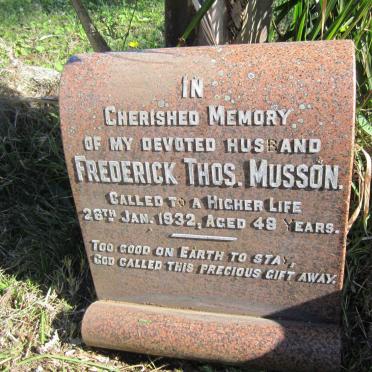 IN
CHERISHED MEMORY
OF MY DEVOTED HUSBAND
FREDERICK THOS. MUSSON.
CALLED TO A HIGHER LIFE
26TH JAN. 1932, AGED 49 YEARS.
TOO GOOD ON EARTH TO STAY,
GOD CALLED THIS PRECIOUS GIFT AWAY.